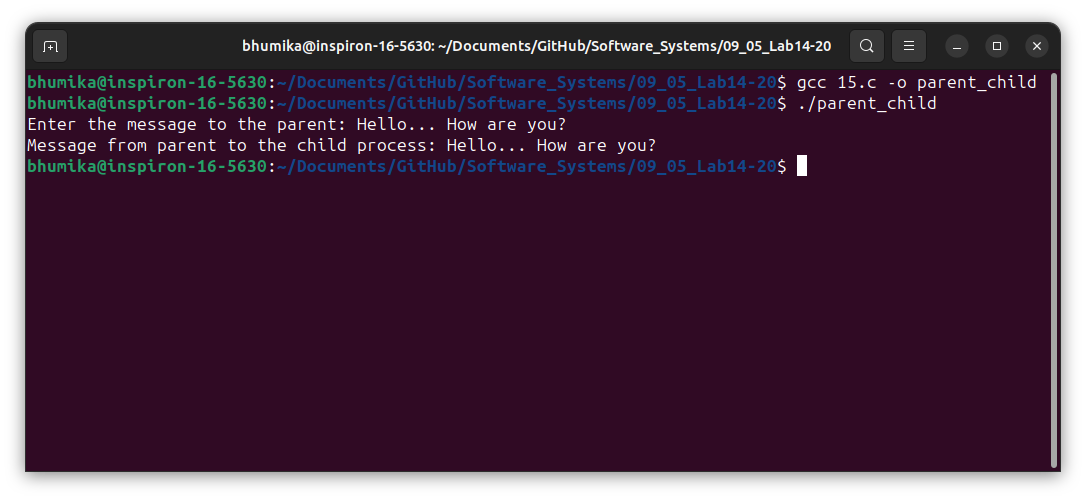 bhumika@inspiron-16-5630: ~/Documents/GitHub/Software_Systems/09_05_Lab14-20
bhumika@inspiron-16-5630:~/Documents/GitHub/Software_Systems/09_05_Lab14-20$ gcc 15.c -o parent_child
bhumika@inspiron-16-5630:~/Documents/GitHub/Software_Systems/09_05_Lab14-20$ ./parent_child
Enter the message to the parent: Hello... How are you?
Message from parent to the child process: Hello... How are you?
bhumika@inspiron-16-5630:~/Documents/GitHub/Software_Systems/09_05_Lab14-20$